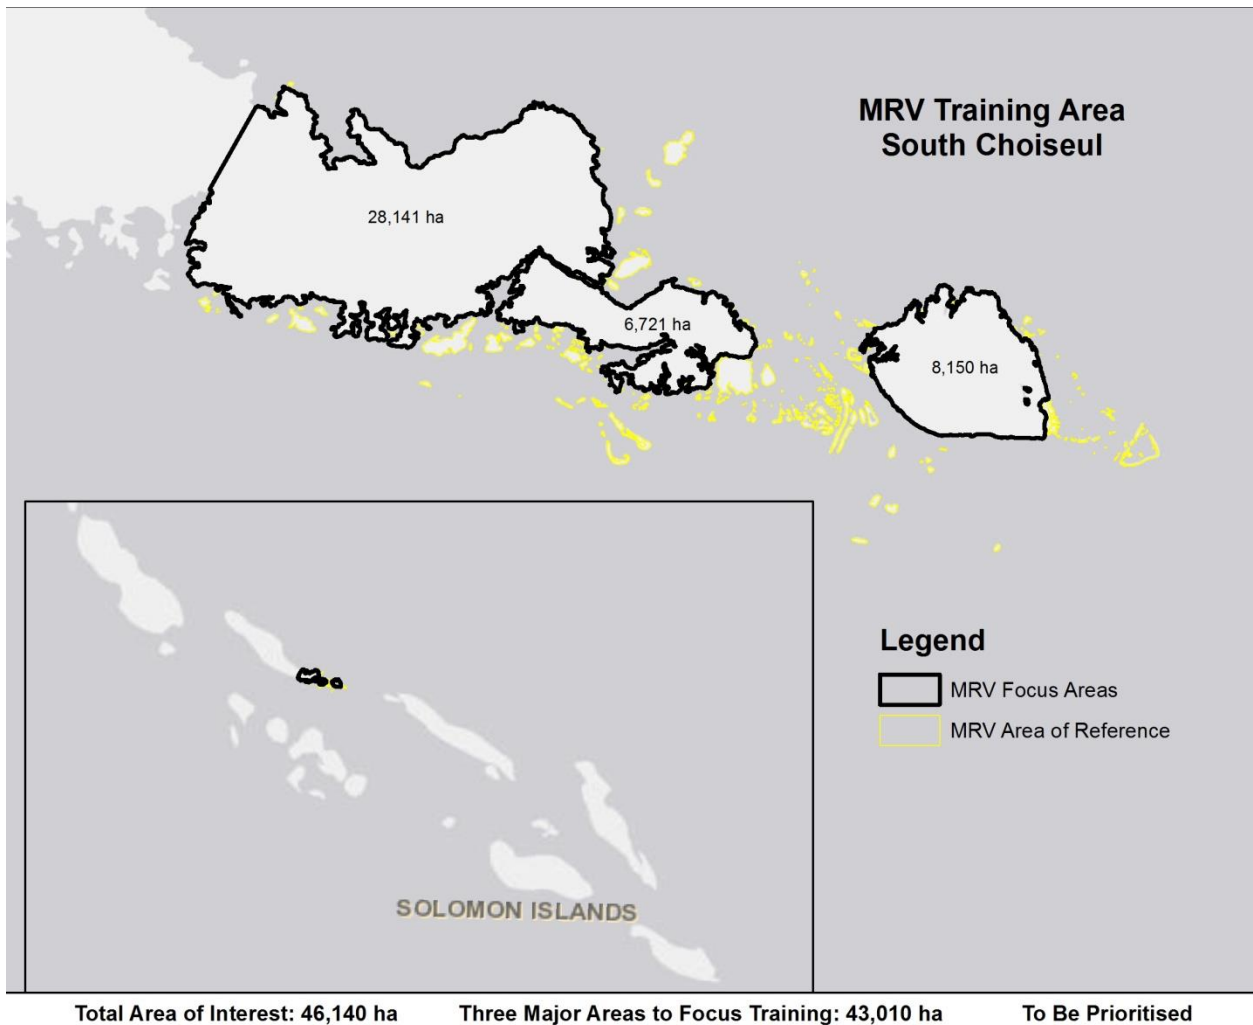 MRV Training Area
South Choiseul
28,141 ha
6,721 ha
8,150 ha
Legend
MRV Focus Areas
MRV Area of Reference
SOLOMON ISLANDS
Total Area of Interest: 46,140 ha Three Major Areas to Focus Training: 43,010 ha To Be Prioritised